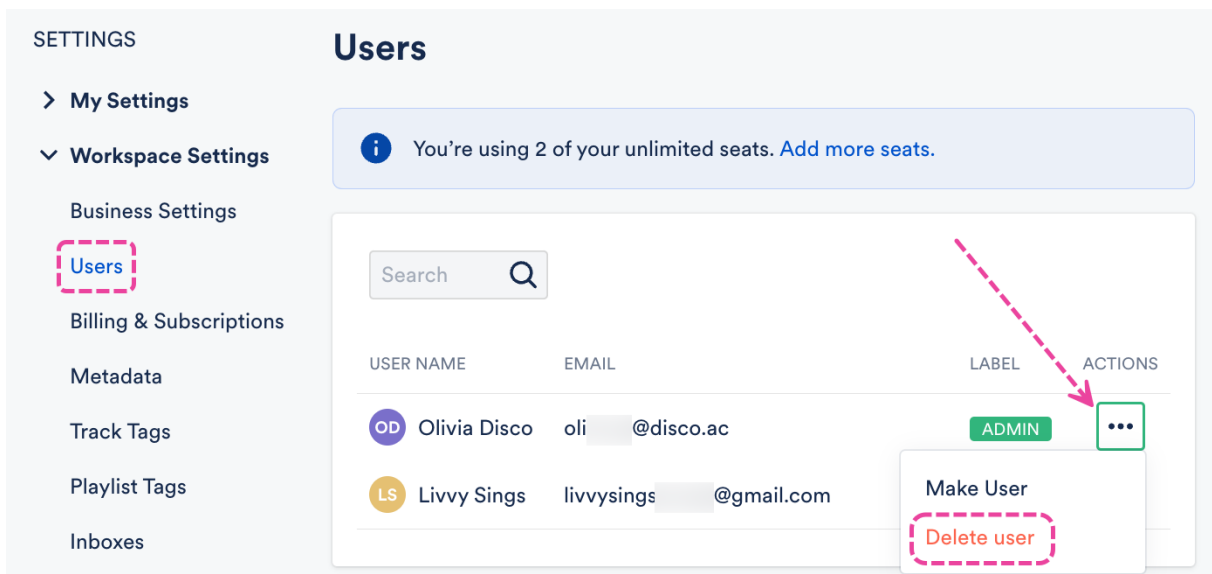 SETTINGS
My Settings
Workspace Settings
Business Settings
Users
Billing & Subscriptions
Metadata
Track Tags
Playlist Tags
Inboxes
Users
You're using 2 of your unlimited seats. Add more seats.
Search
USER NAME EMAIL LABEL ACTIONS
OD Olivia Disco oli @disco.ac ADMIN
LS Livvy Sings livvysings @gmail.com
Make User
Delete user